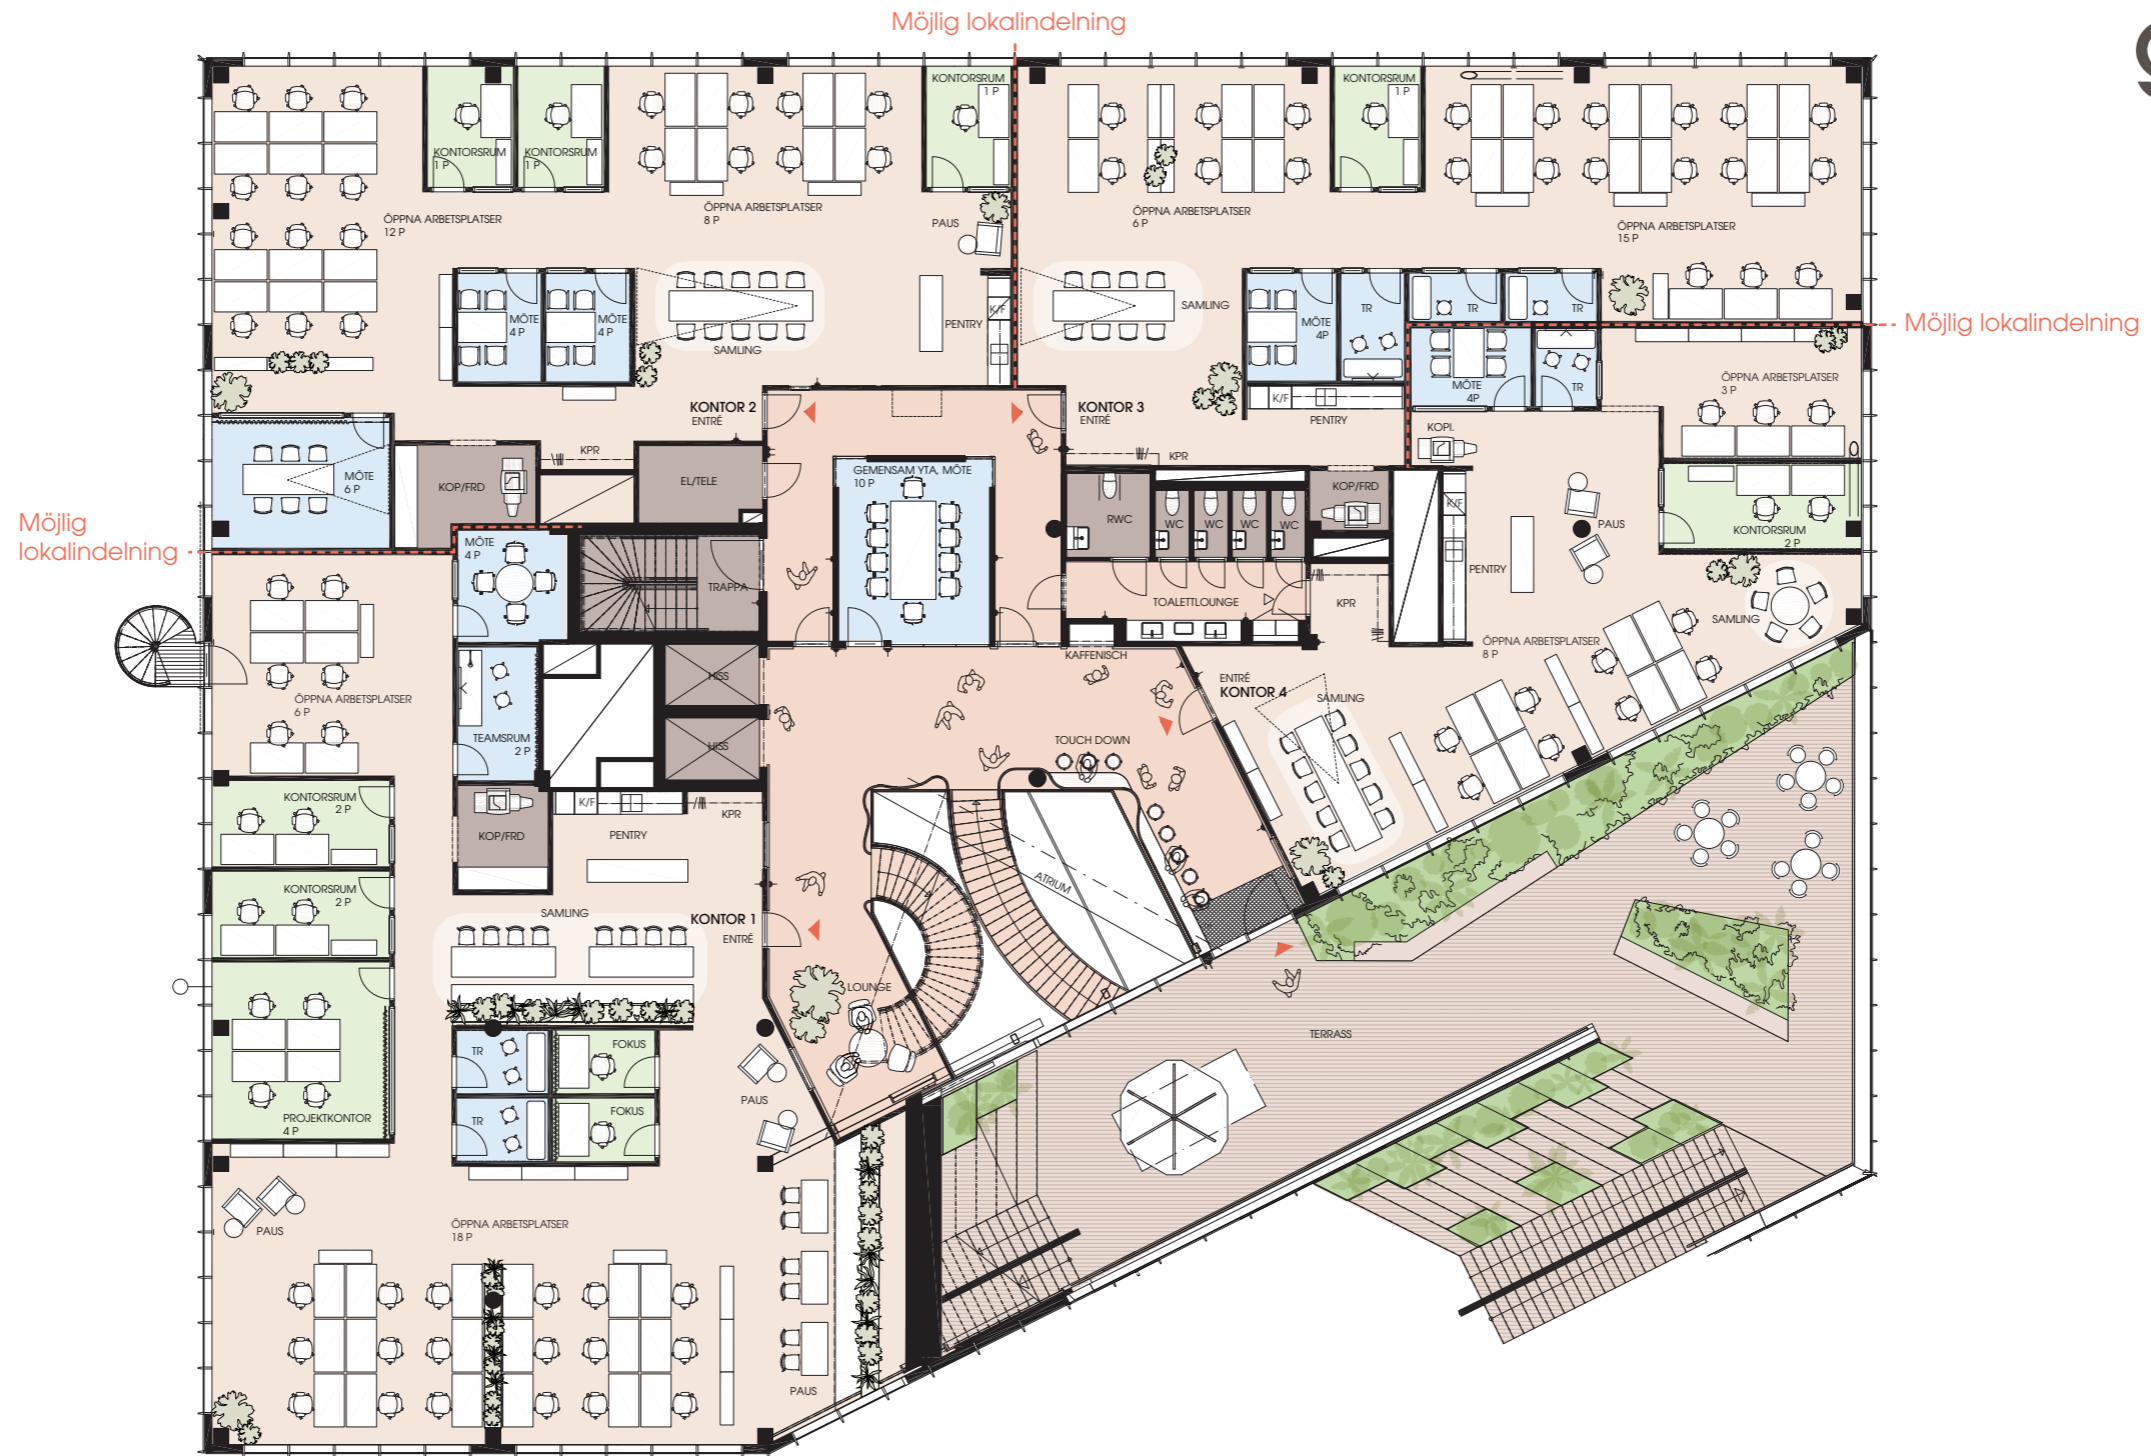 Möjlig lokalindelning
KONTORSRUM
1 P
KONTORSRUM
1 P
KONTORSRUM
1 P
KONTORSRUM
1 P
ÖPPNA ARBETSPLATSER
12 P
ÖPPNA ARBETSPLATSER
8 P
PAUS
ÖPPNA ARBETSPLATSER
6 P
ÖPPNA ARBETSPLATSER
15 P
MÖTE
4 P
MÖTE
4 P
SAMLING
K/F
PENTRY
SAMLING
MÖTE
4P
TR
TR
TR
Möjlig lokalindelning
MÖTE
4P
TR
ÖPPNA ARBETSPLATSER
3 P
K/F
PENTRY
KONTOR 2
ENTRÉ
KONTOR 3
ENTRÉ
KOPI.
KPR
KPR
MÖTE
6 P
KOP/FRD
EL/TELE
GEMENSAM YTA, MÖTE
10 P
RWC
WC
WC
WC
WC
KOP/FRD
K/F
PAUS
KONTORSRUM
2 P
Möjlig
lokalindelning
MÖTE
4 P
TRAPPA
TOALETTLOUNGE
KPR
PENTRY
SAMLING
ÖPPNA ARBETSPLATSER
8 P
KAFFENISCH
ENTRÉ
KONTOR 4
SAMLING
HISS
HISS
ÖPPNA ARBETSPLATSER
6 P
TEAMSRUM
2 P
TOUCH DOWN
KONTORSRUM
2 P
K/F
PENTRY
KPR
KOP/FRD
ATRIUM
KONTORSRUM
2 P
SAMLING
KONTOR 1
ENTRÉ
LOUNGE
TERRASS
TR
FOKUS
TR
FOKUS
PAUS
PROJEKTKONTOR
4 P
PAUS
ÖPPNA ARBETSPLATSER
18 P
PAUS